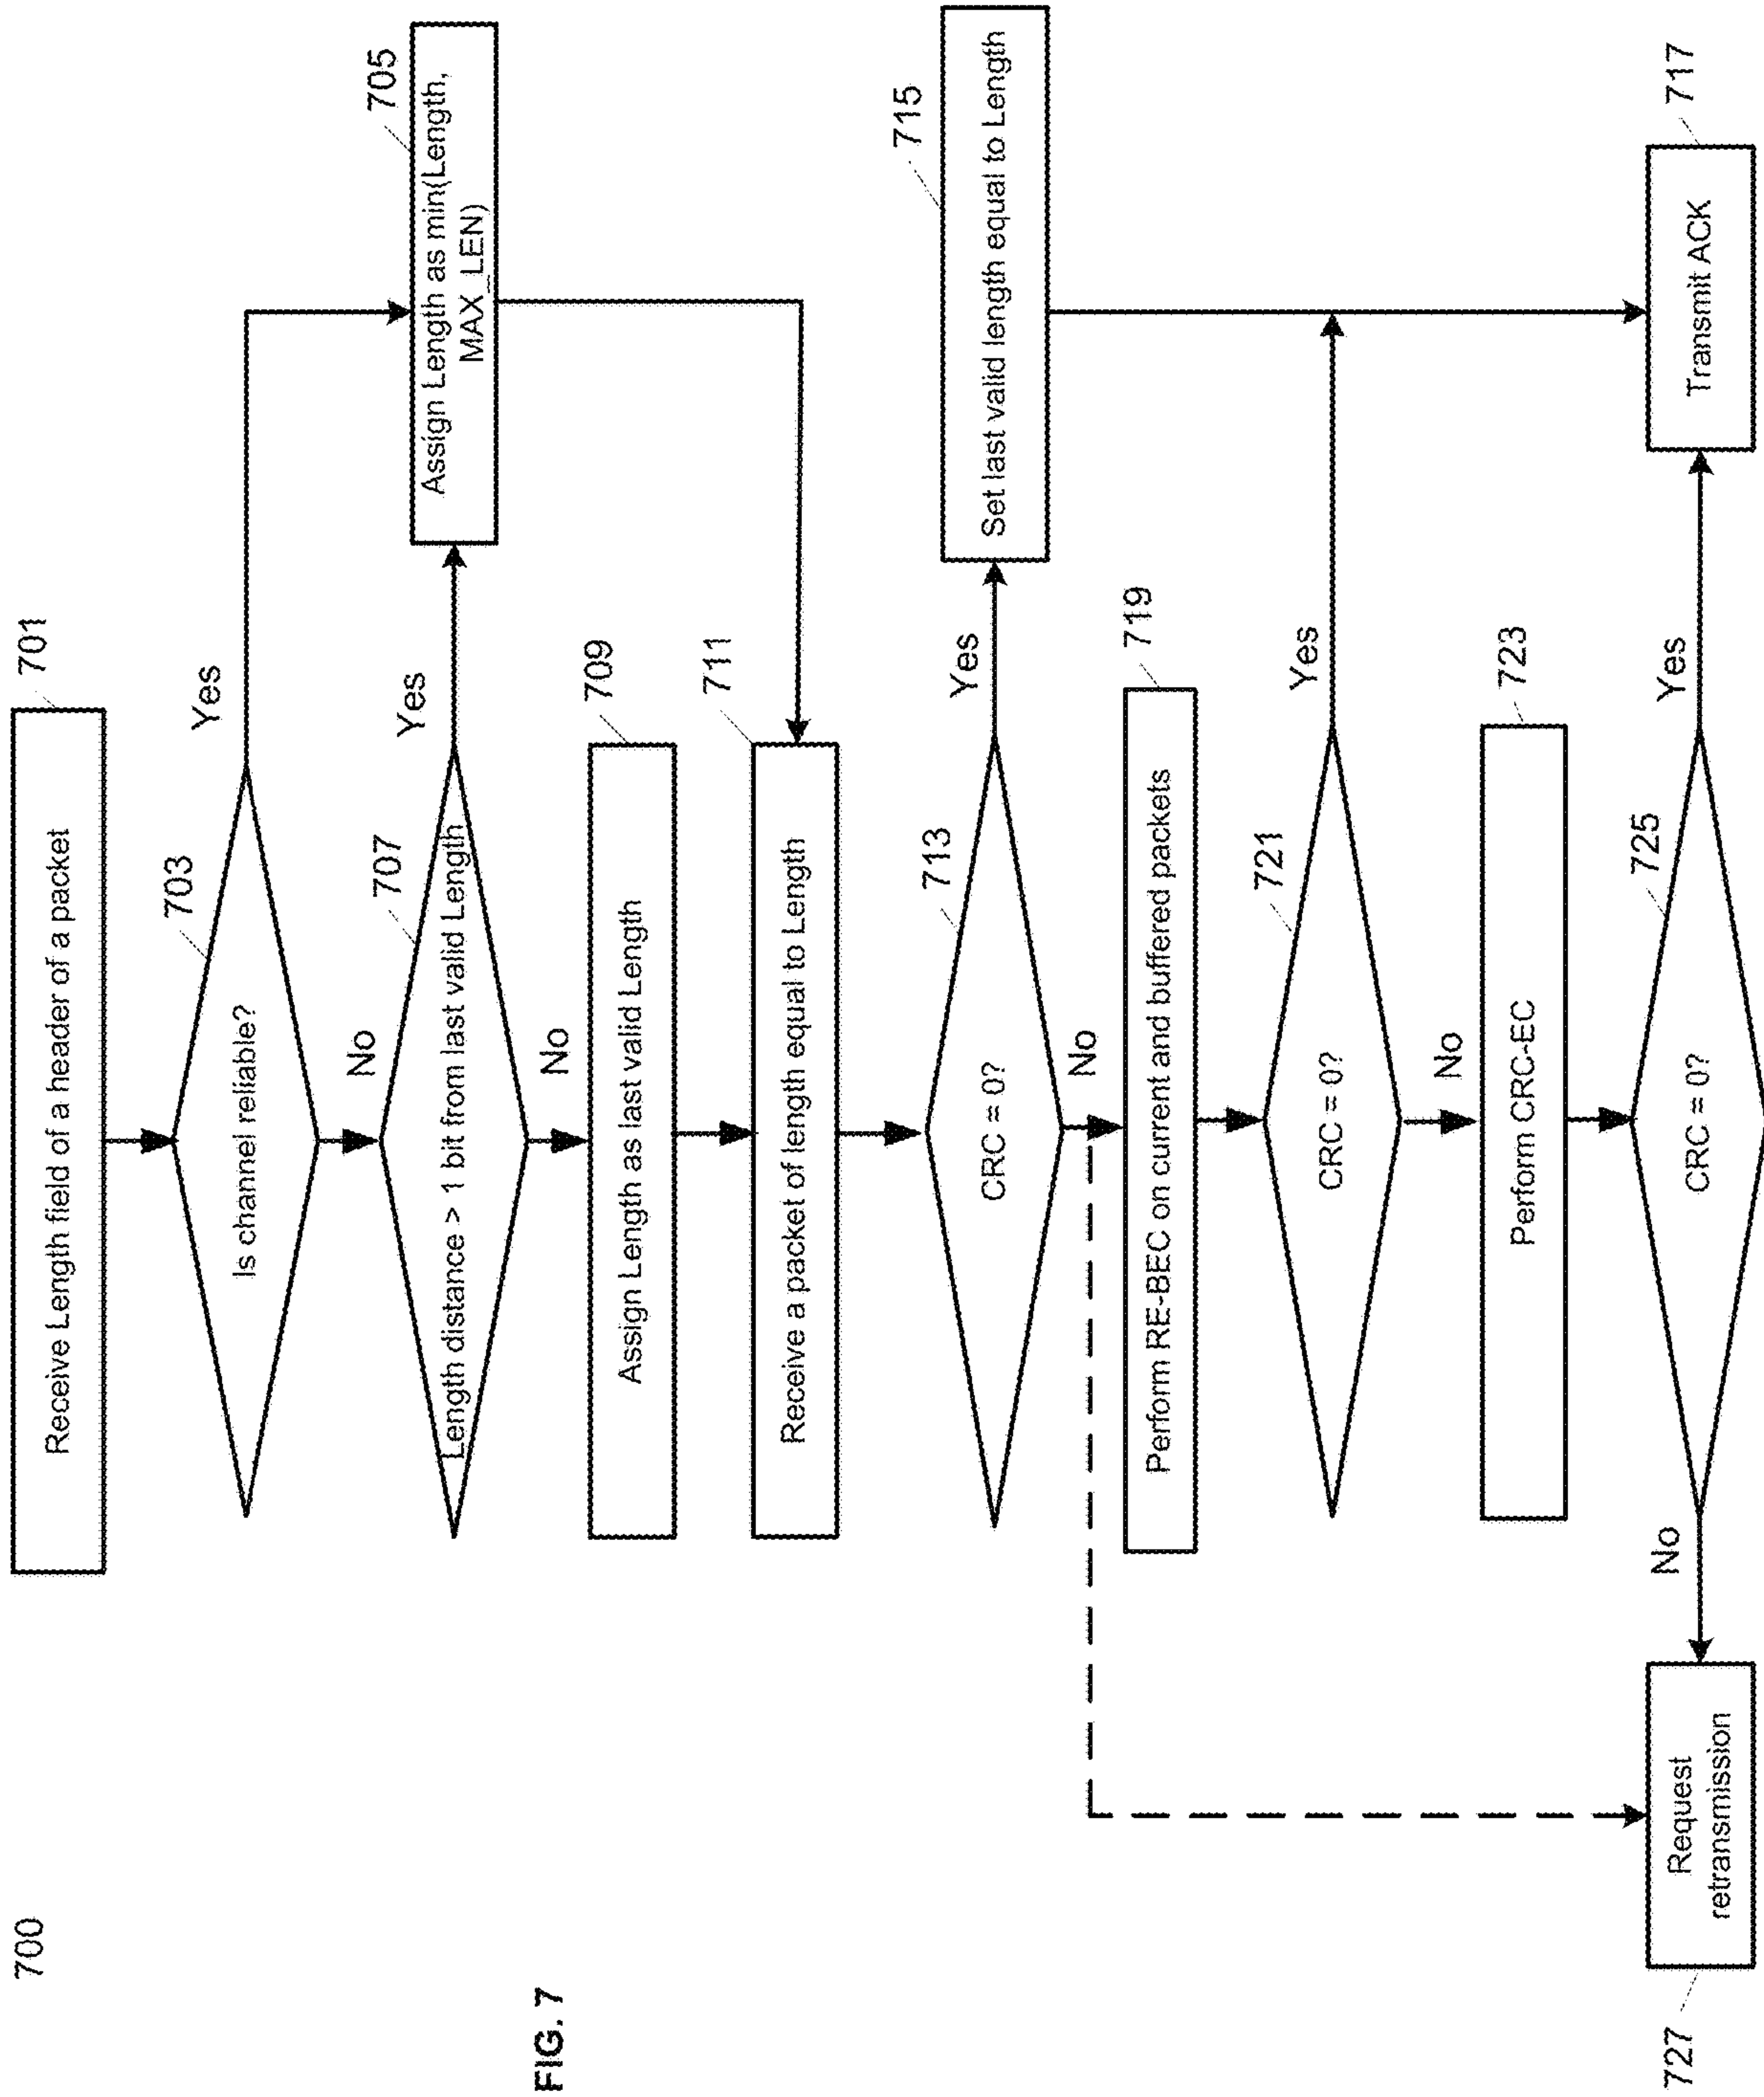 700
Receive Length field of a header of a packet
701
Is channel reliable?
703
Yes
No
Length distance > 1 bit from last valid Length
707
Yes
Assign Length as min(Length,
MAX_LEN)
705
No
Assign Length as last valid Length
709
Receive a packet of length equal to Length
711
CRC = 0?
713
Yes
Set last valid length equal to Length
715
No
Perform RE-BEC on current and buffered packets
719
CRC = 0?
721
Yes
No
Perform CRC-EC
723
CRC = 0?
725
Yes
Transmit ACK
717
No
Request
retransmission
727
FIG. 7